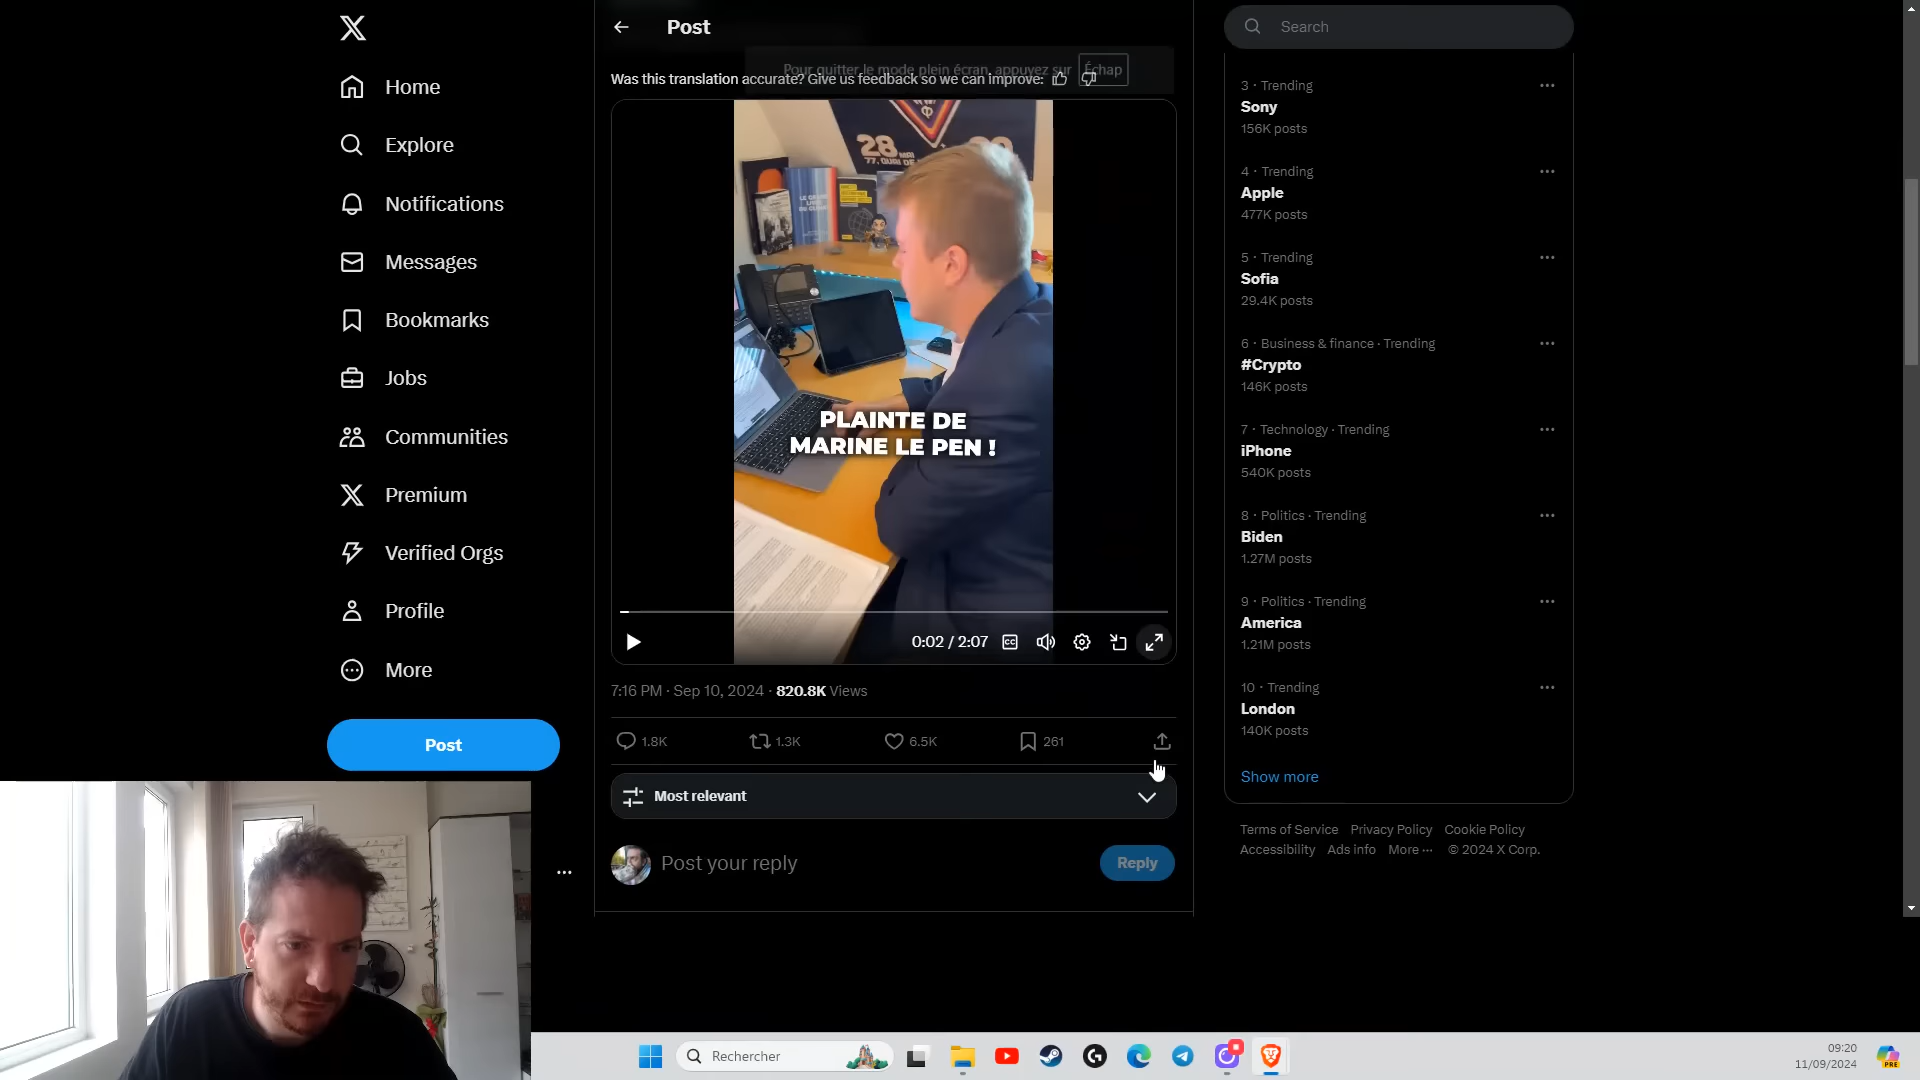 Post
Search
Home
Explore
Notifications
Messages
Bookmarks
Jobs
Communities
Premium
Verified Orgs
Profile
More
Post
Pour quitter le mode plein écran, appuyez sur Échap
Was this translation accurate? Give us feedback so we can improve:
28 MAI
77, QUAI DE
PLAINTE DE
MARINE LE PEN !
0:02 / 2:07
CC
7:16 PM · Sep 10, 2024 · 820.8K Views
1.8K
1.3K
6.5K
261
Most relevant
Post your reply
Reply
3 · Trending
Sony
156K posts
4 · Trending
Apple
477K posts
5 · Trending
Sofia
29.4K posts
6 · Business & finance · Trending
#Crypto
146K posts
7 · Technology · Trending
iPhone
540K posts
8 · Politics · Trending
Biden
1.27M posts
9 · Politics · Trending
America
1.21M posts
10 · Trending
London
140K posts
Show more
Terms of Service Privacy Policy Cookie Policy
Accessibility Ads info More ··· © 2024 X Corp.
Rechercher
09:20
11/09/2024
PRE